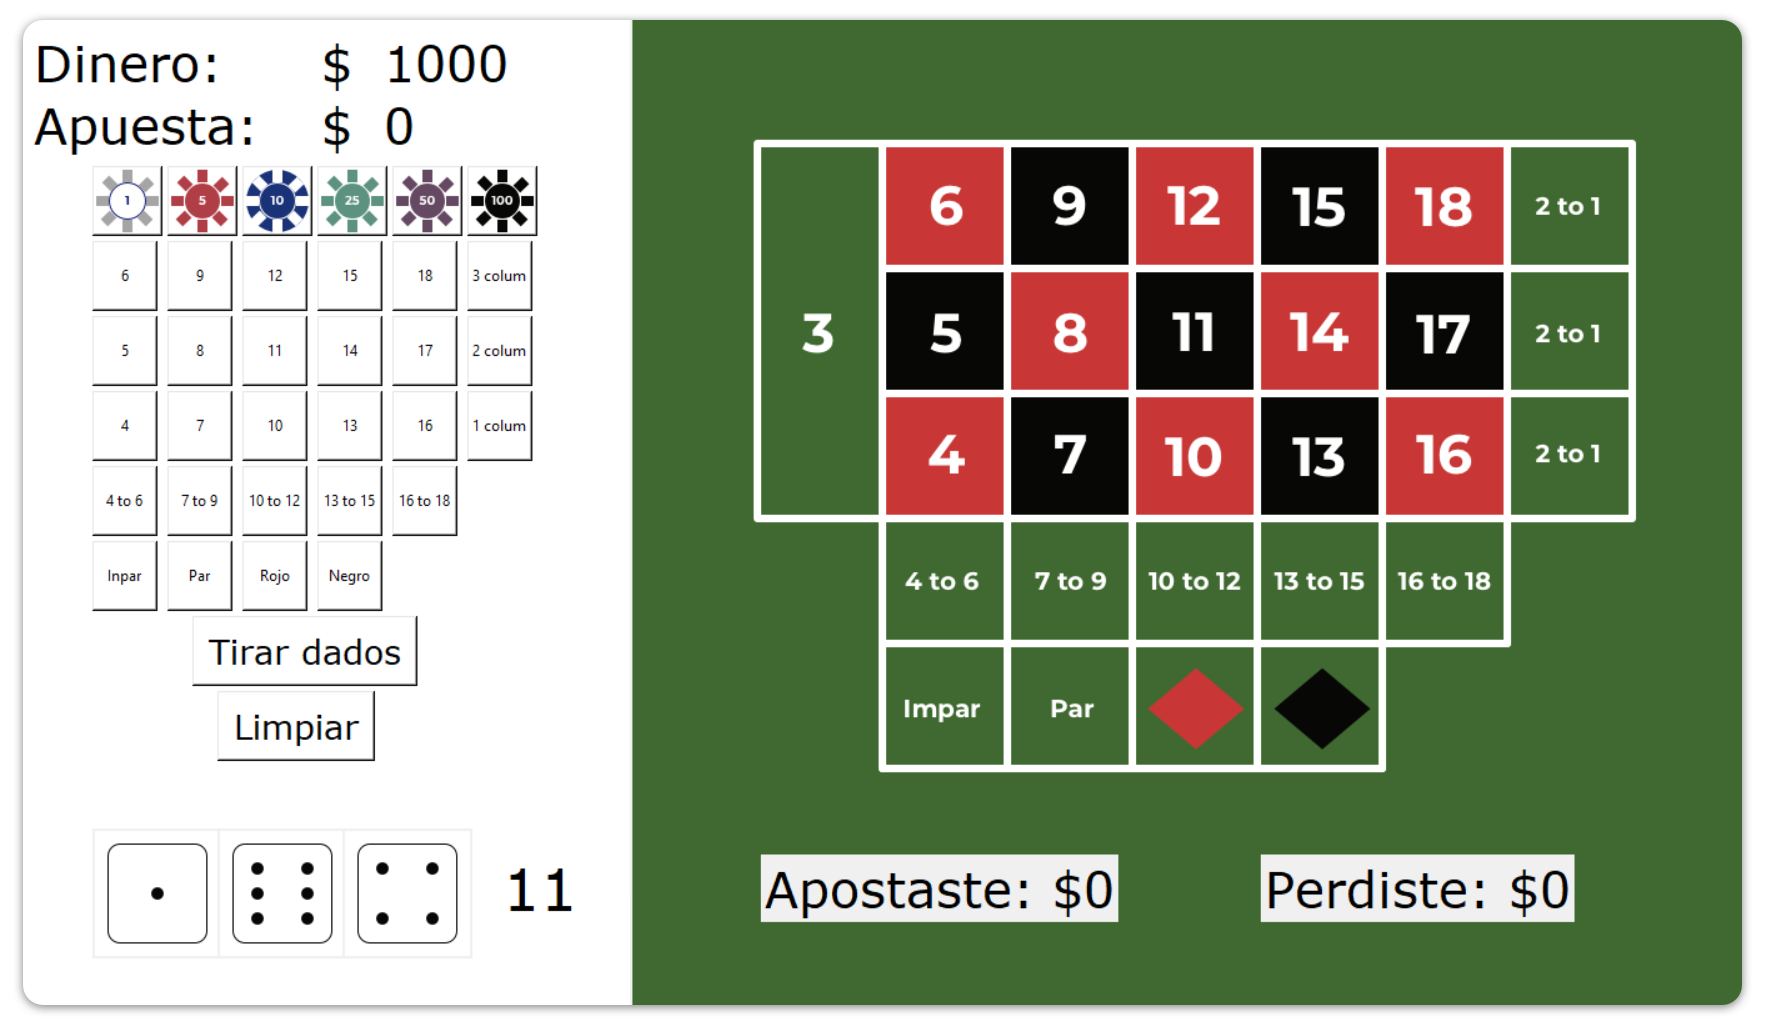 Dinero: $ 1000
Apuesta: $ 0
1 5 10 25 50 100
6 9 12 15 18 3 colum
5 8 11 14 17 2 colum
4 7 10 13 16 1 colum
4 to 6 7 to 9 10 to 12 13 to 15 16 to 18
Inpar Par Rojo Negro
Tirar dados
Limpiar
11
6 9 12 15 18 2 to 1
3 5 8 11 14 17 2 to 1
4 7 10 13 16 2 to 1
4 to 6 7 to 9 10 to 12 13 to 15 16 to 18
Impar Par
Apostaste: $0 Perdiste: $0